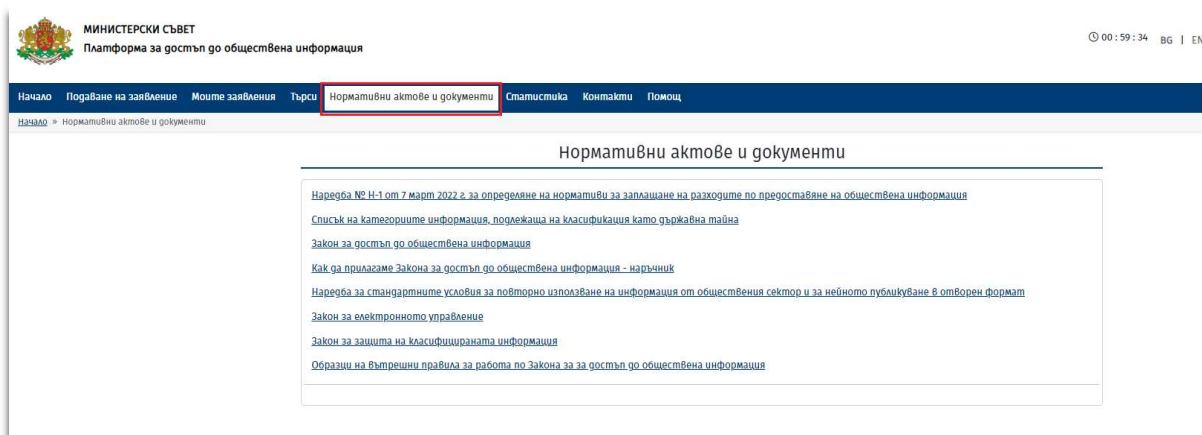 МИНИСТЕРСКИ СЪВЕТ
Платформа за достъп до обществена информация
00 : 59 : 34 BG | EN
Начало Подаване на заявление Моите заявления Търси Нормативни актове и документи Статистика Контакти Помощ
Начало » Нормативни актове и документи
Нормативни актове и документи
Наредба № Н-1 от 7 март 2022 г. за определяне на нормативи за заплащане на разходите по предоставяне на обществена информация
Списък на категориите информация, подлежаща на класификация като държавна тайна
Закон за достъп до обществена информация
Как да прилагаме Закона за достъп до обществена информация - наръчник
Наредба за стандартните условия за повторно използване на информация от обществения сектор и за нейното публикуване в отворен формат
Закон за електронното управление
Закон за защита на класифицираната информация
Образци на вътрешни правила за работа по Закона за за достъп до обществена информация